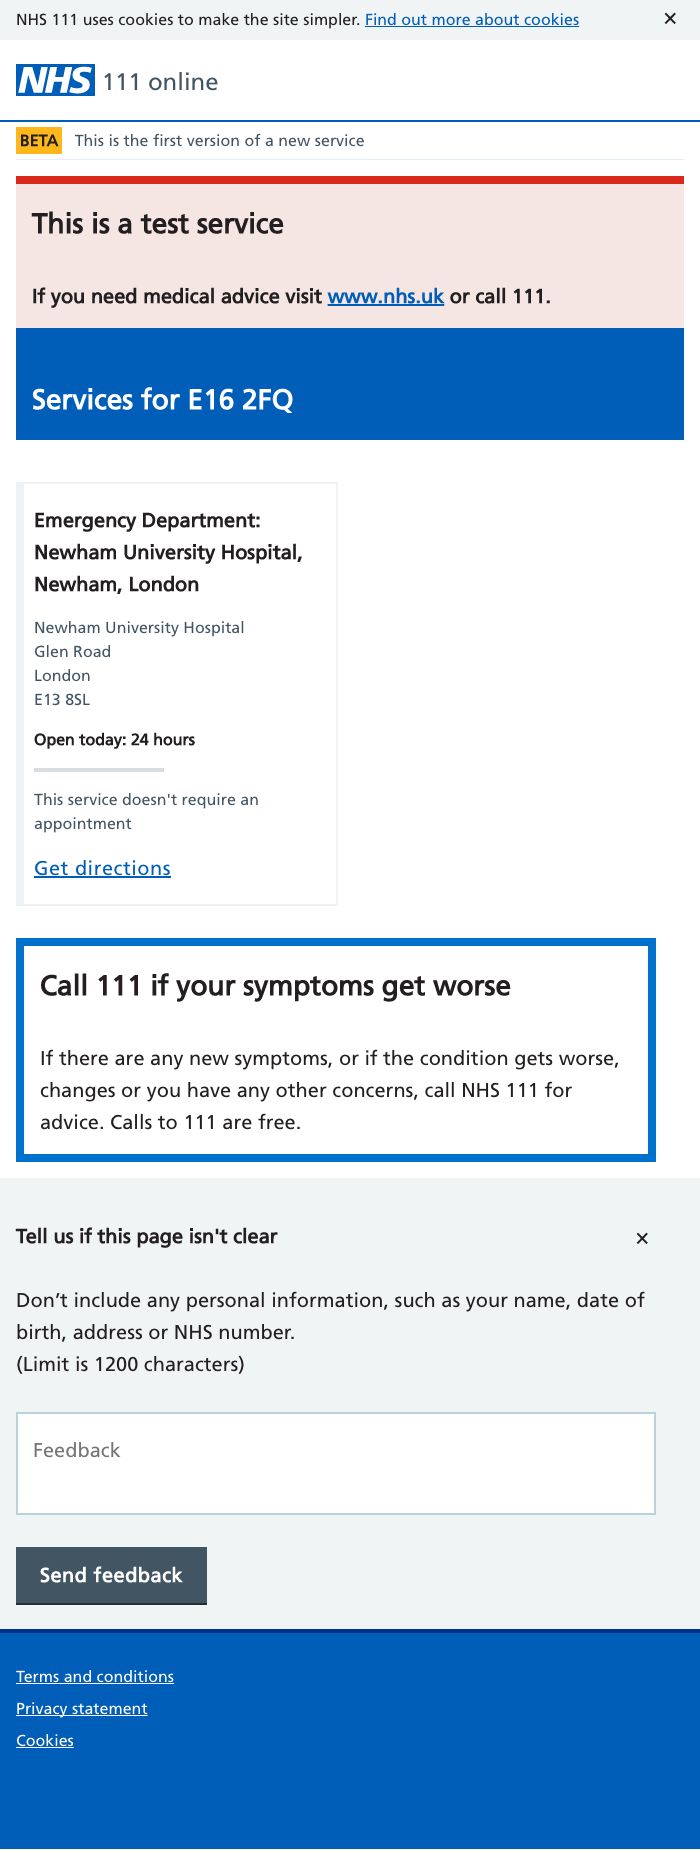 NHS 111 uses cookies to make the site simpler. Find out more about cookies ✕
NHS 111 online
BETA This is the first version of a new service
This is a test service
If you need medical advice visit www.nhs.uk or call 111.
Services for E16 2FQ
Emergency Department:
Newham University Hospital,
Newham, London
Newham University Hospital
Glen Road
London
E13 8SL
Open today: 24 hours
This service doesn't require an
appointment
Get directions
Call 111 if your symptoms get worse
If there are any new symptoms, or if the condition gets worse,
changes or you have any other concerns, call NHS 111 for
advice. Calls to 111 are free.
Tell us if this page isn't clear ✕
Don’t include any personal information, such as your name, date of
birth, address or NHS number.
(Limit is 1200 characters)
Feedback
Send feedback
Terms and conditions
Privacy statement
Cookies